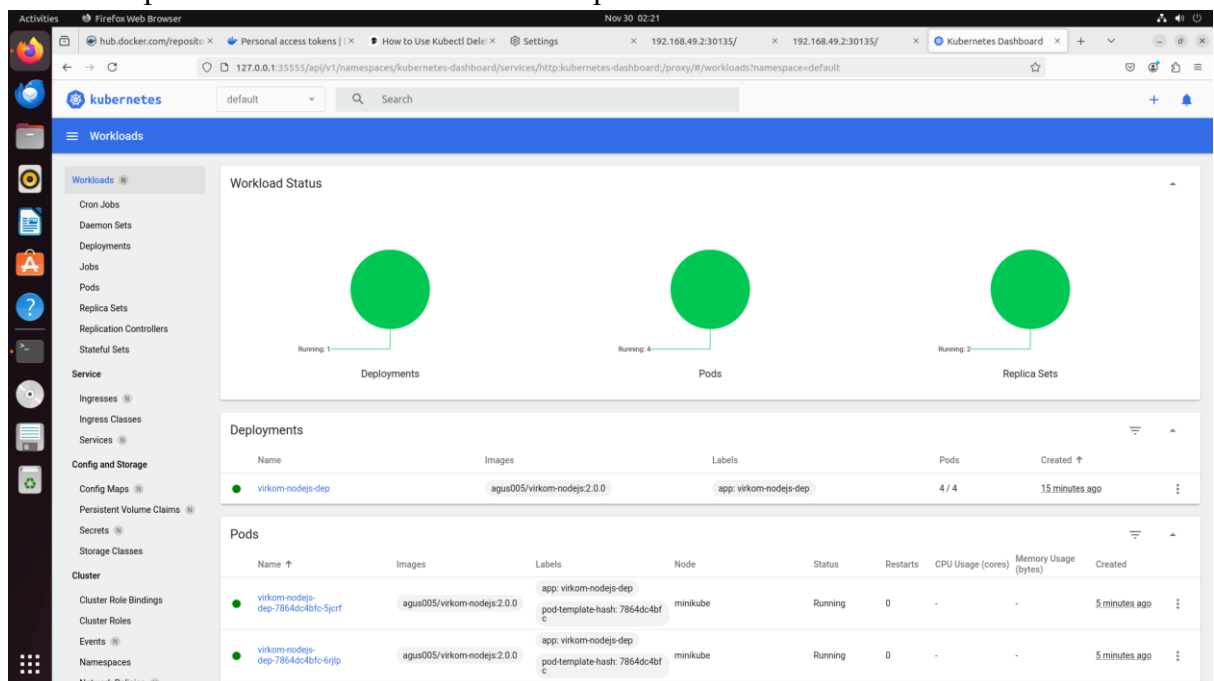 Activities Firefox Web Browser Nov 30 02:21
hub.docker.com/reposito Personal access tokens | How to Use Kubectl Dele Settings 192.168.49.2:30135/ 192.168.49.2:30135/ Kubernetes Dashboard
127.0.0.1:35555/api/v1/namespaces/kubernetes-dashboard/services/http:kubernetes-dashboard:/proxy/#/workloads?namespace=default
kubernetes default Search
Workloads
Workloads N
Cron Jobs
Daemon Sets
Deployments
Jobs
Pods
Replica Sets
Replication Controllers
Stateful Sets
Service
Ingresses N
Ingress Classes
Services N
Config and Storage
Config Maps N
Persistent Volume Claims N
Secrets N
Storage Classes
Cluster
Cluster Role Bindings
Cluster Roles
Events N
Namespaces
Workload Status
Running: 1 Running: 4 Running: 2
Deployments Pods Replica Sets
Deployments
Name Images Labels Pods Created
virkom-nodejs-dep agus005/virkom-nodejs:2.0.0 app: virkom-nodejs-dep 4 / 4 15 minutes ago
Pods
Name Images Labels Node Status Restarts CPU Usage (cores) Memory Usage (bytes) Created
virkom-nodejs-dep-7864dc4bfc-5jcrf agus005/virkom-nodejs:2.0.0 app: virkom-nodejs-dep pod-template-hash: 7864dc4bfc minikube Running 0 - - 5 minutes ago
virkom-nodejs-dep-7864dc4bfc-6rjlp agus005/virkom-nodejs:2.0.0 app: virkom-nodejs-dep pod-template-hash: 7864dc4bfc minikube Running 0 - - 5 minutes ago